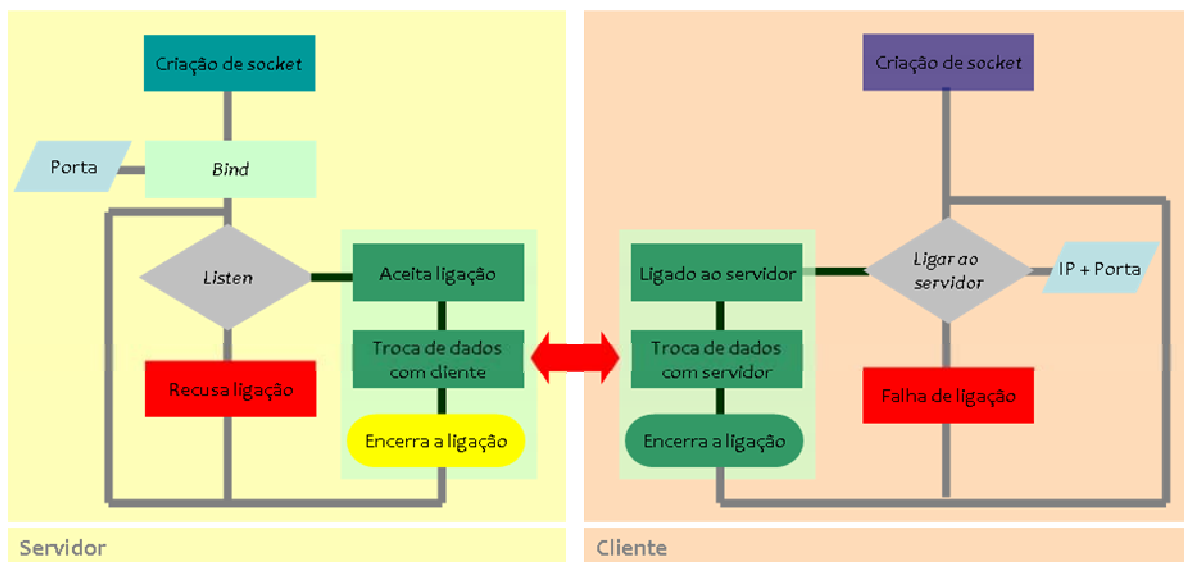 Criação de socket
Porta
Bind
Listen
Aceita ligação
Troca de dados
com cliente
Recusa ligação
Encerra a ligação
Servidor
Criação de socket
Ligado ao servidor
Ligar ao
servidor
IP + Porta
Troca de dados
com servidor
Falha de ligação
Encerra a ligação
Cliente